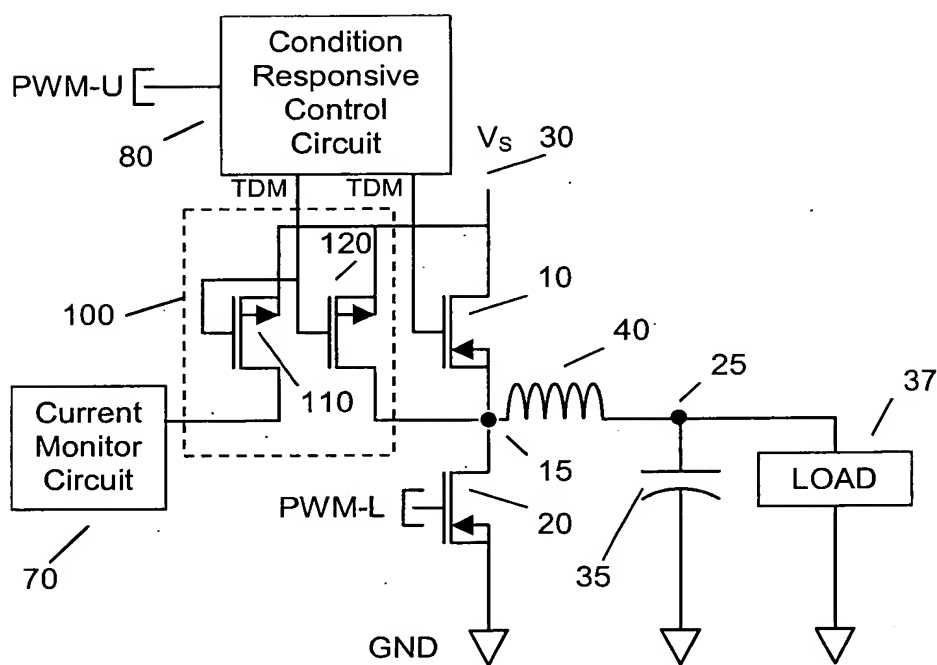 Condition
Responsive
Control
Circuit
PWM-U
80
VS
30
TDM
TDM
120
10
100
40
25
37
110
Current
Monitor
Circuit
15
LOAD
PWM-L
20
35
70
GND